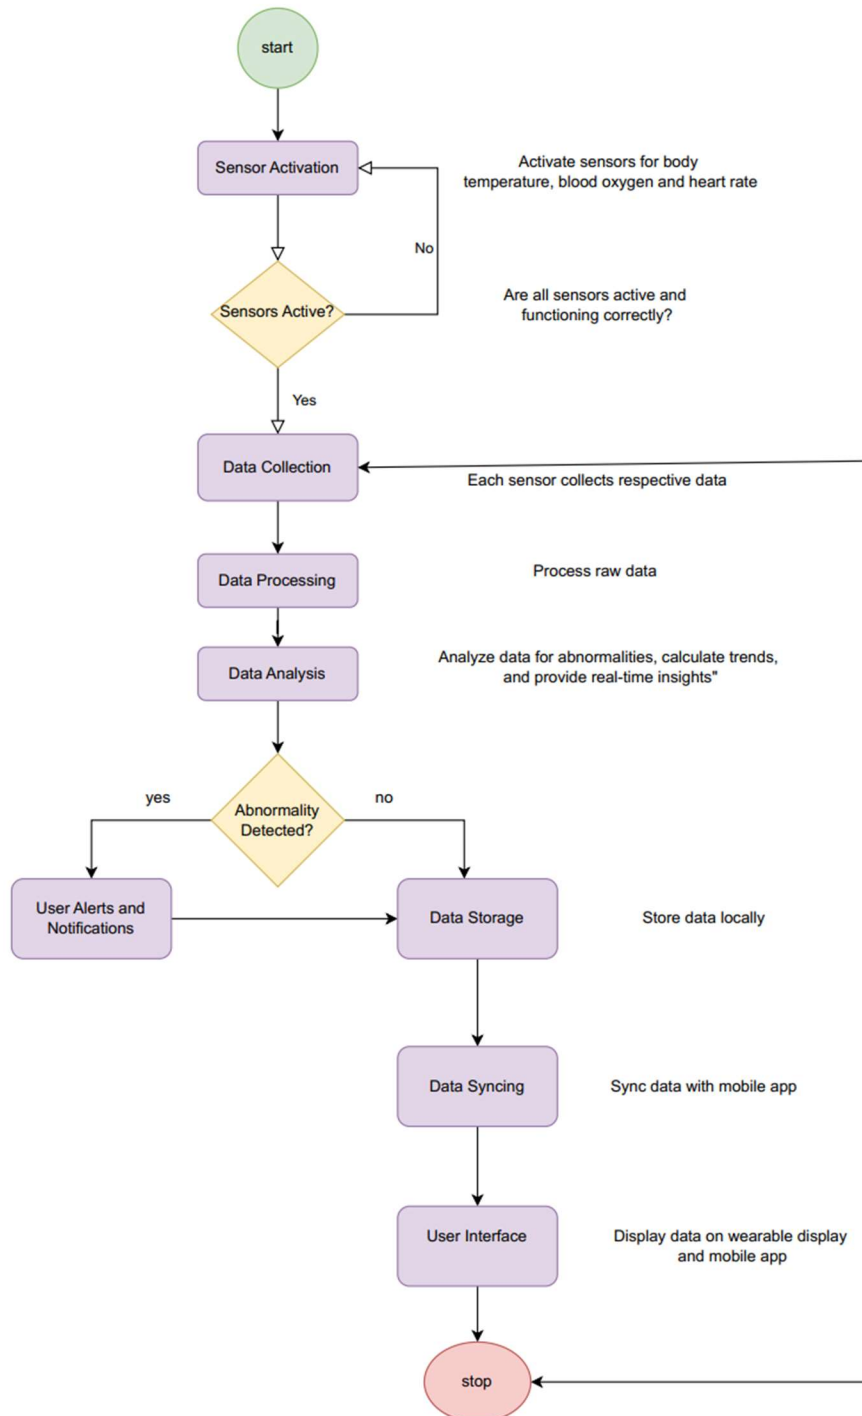 start
Sensor Activation
Activate sensors for body
temperature, blood oxygen and heart rate
No
Sensors Active?
Are all sensors active and
functioning correctly?
Yes
Data Collection
Each sensor collects respective data
Data Processing
Process raw data
Data Analysis
Analyze data for abnormalities, calculate trends,
and provide real-time insights"
yes
no
Abnormality
Detected?
User Alerts and
Notifications
Data Storage
Store data locally
Data Syncing
Sync data with mobile app
User Interface
Display data on wearable display
and mobile app
stop